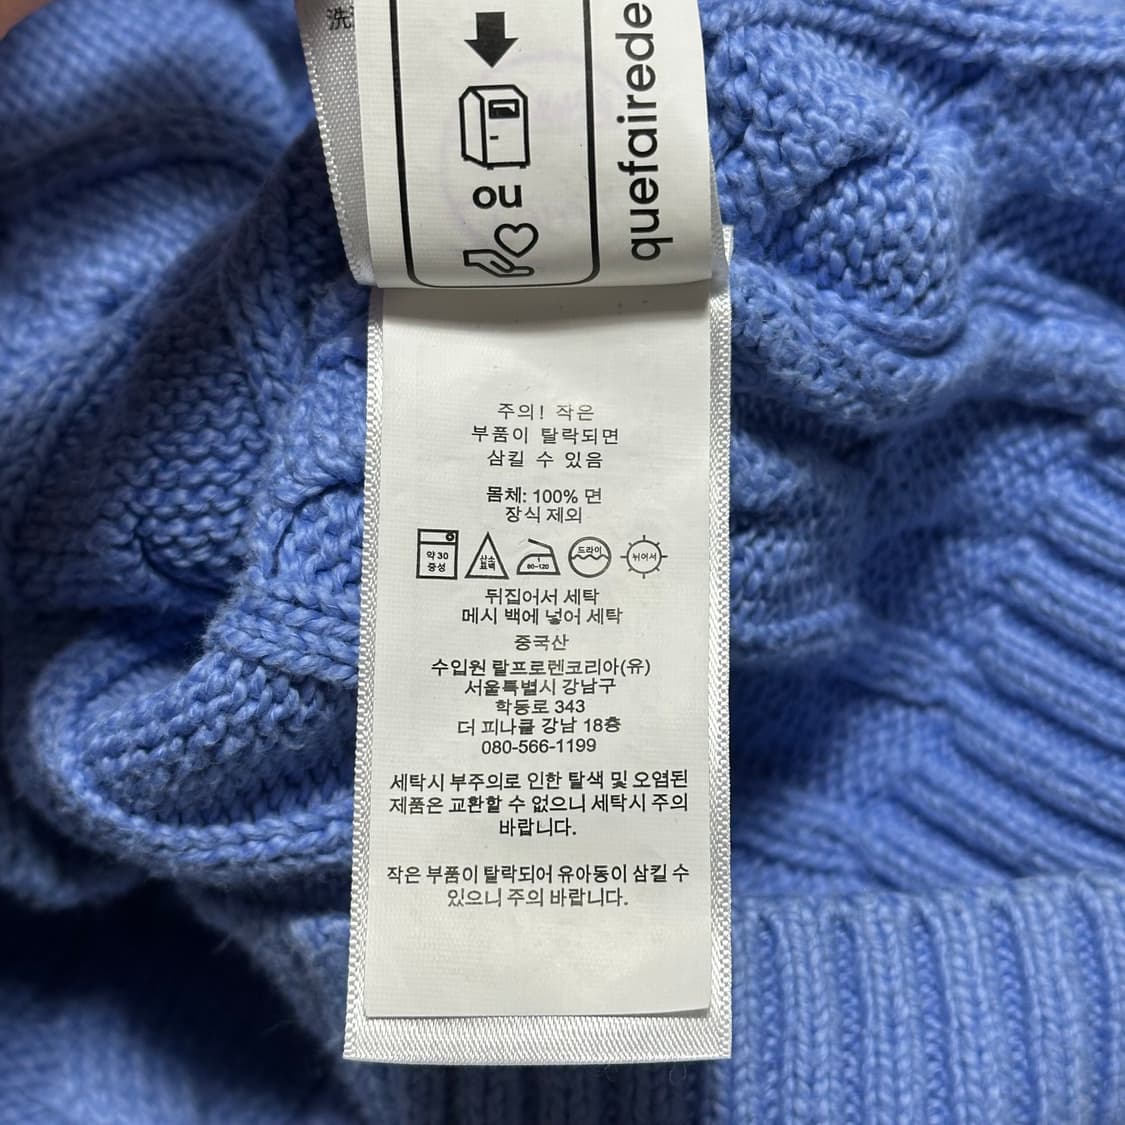 洗
ou
quefairede
주의! 작은
부품이 탈락되면
삼킬 수 있음
몸체: 100% 면
장식 제외
약 30
중성
산소
표백
1
80-120
드라이
뉘어서
뒤집어서 세탁
메시 백에 넣어 세탁
중국산
수입원 랄프로렌코리아(유)
서울특별시 강남구
학동로 343
더 피나클 강남 18층
080-566-1199
세탁시 부주의로 인한 탈색 및 오염된
제품은 교환할 수 없으니 세탁시 주의
바랍니다.
작은 부품이 탈락되어 유아동이 삼킬 수
있으니 주의 바랍니다.